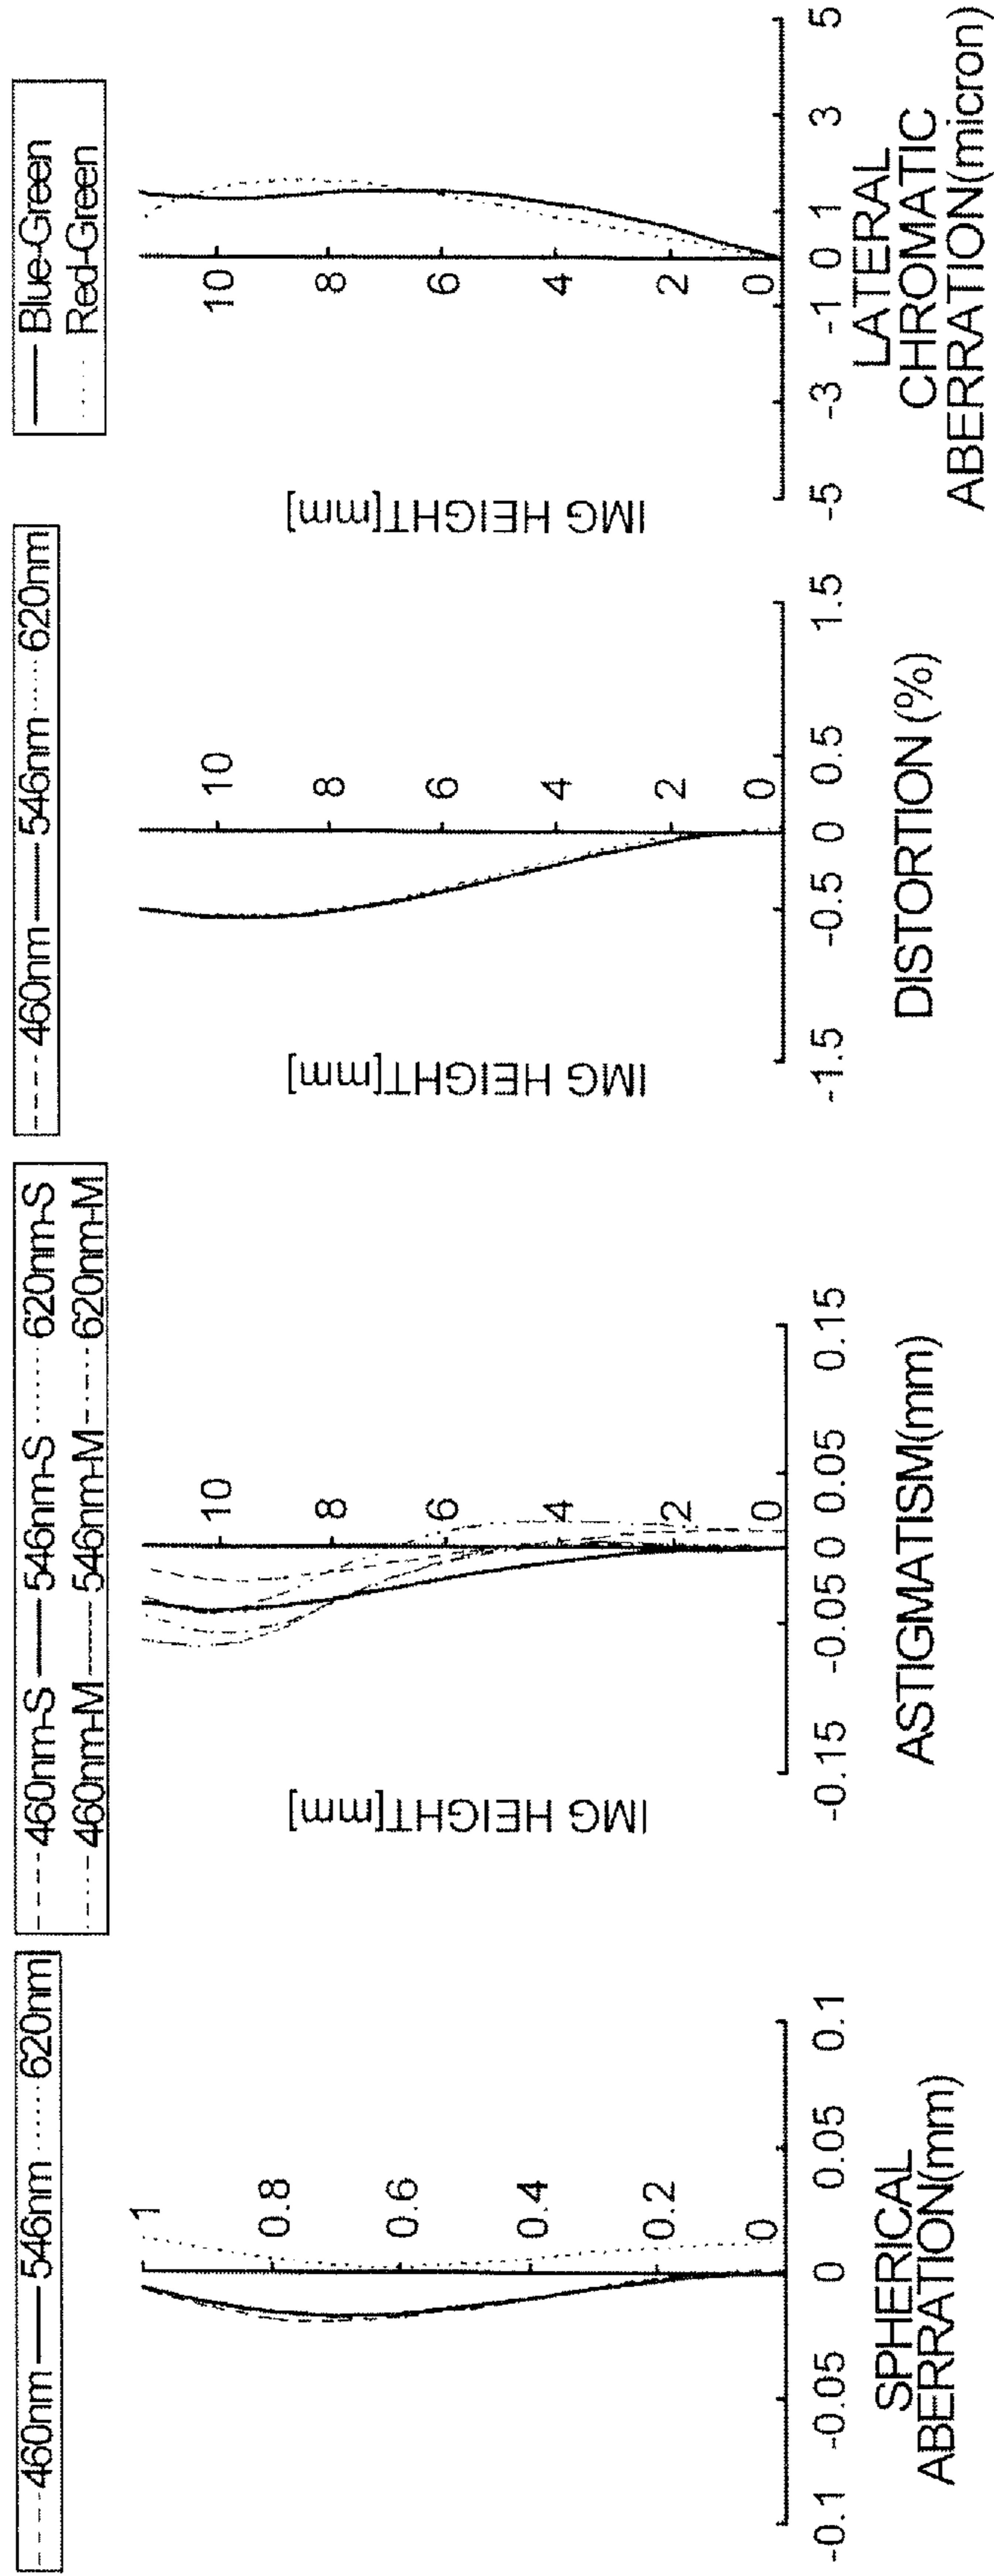 --- 460nm — 546nm ····· 620nm
1
0.8
0.6
0.4
0.2
0
-0.1 -0.05 0 0.05 0.1
SPHERICAL
ABERRATION(mm)
--- 460nm-S — 546nm-S ····· 620nm-S
-·-·- 460nm-M ----- 546nm-M -··- 620nm-M
IMG HEIGHT[mm]
10
8
6
4
2
0
-0.15 -0.05 0 0.05 0.15
ASTIGMATISM(mm)
--- 460nm — 546nm ····· 620nm
IMG HEIGHT[mm]
10
8
6
4
2
0
-1.5 -0.5 0 0.5 1.5
DISTORTION (%)
— Blue-Green
····· Red-Green
IMG HEIGHT[mm]
10
8
6
4
2
0
-5 -3 -1 0 1 3 5
LATERAL
CHROMATIC
ABERRATION(micron)